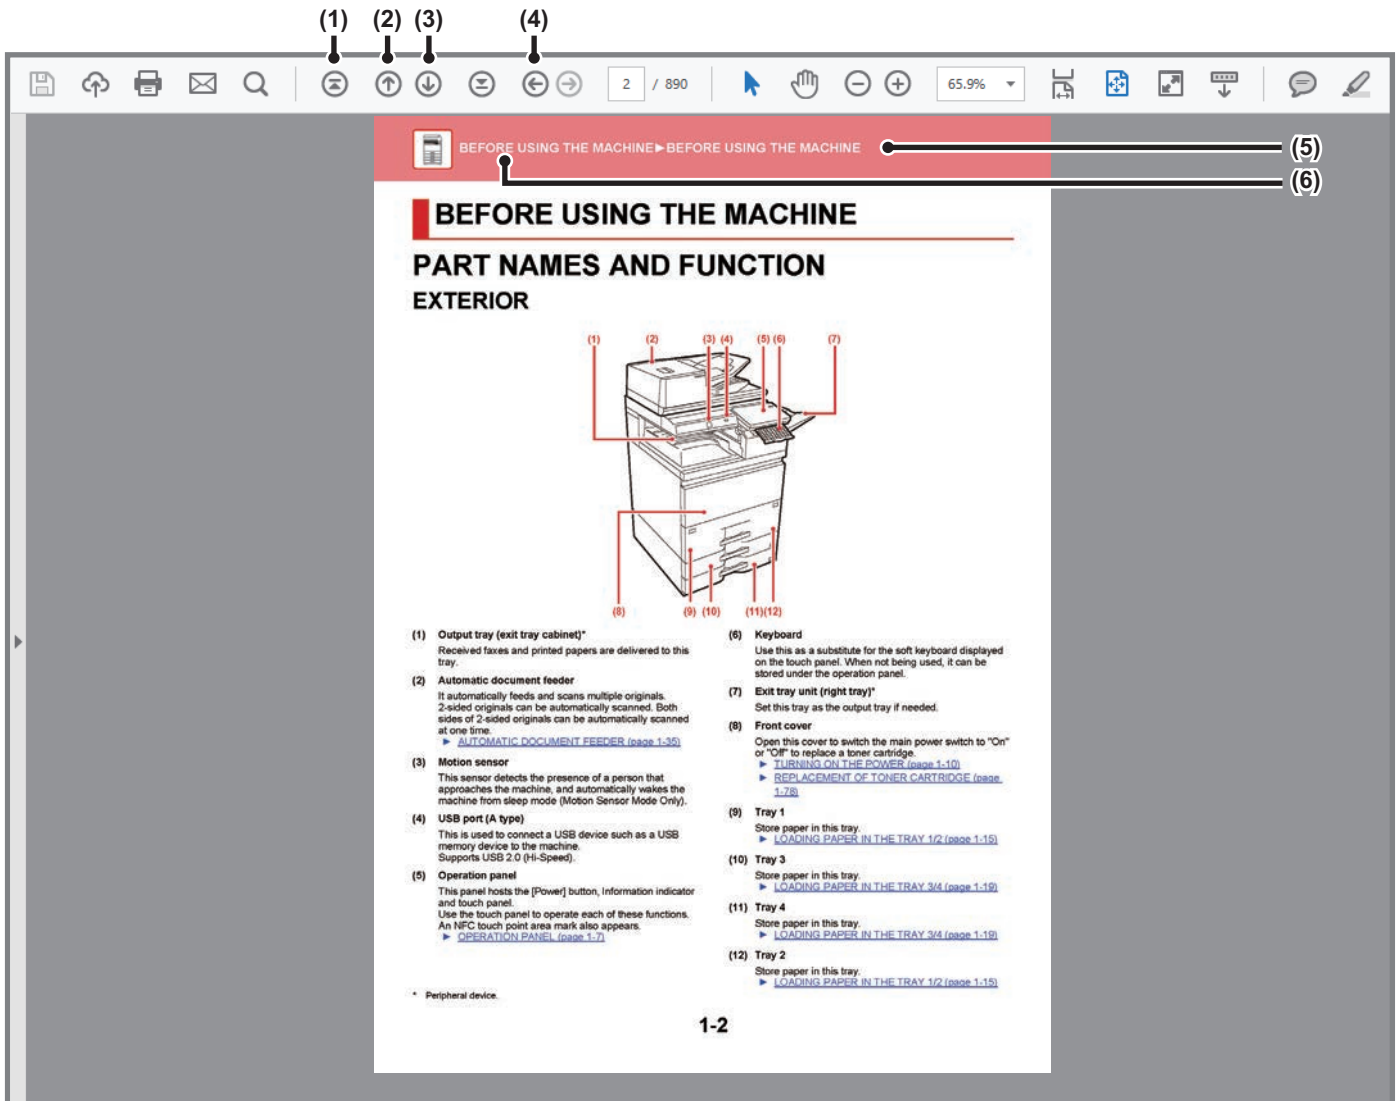 (1) (2) (3) (4)
2 / 890 65.9%
BEFORE USING THE MACHINE►BEFORE USING THE MACHINE
(5)
(6)
BEFORE USING THE MACHINE
PART NAMES AND FUNCTION
EXTERIOR
(1) (2) (3) (4) (5) (6) (7)
(8) (9) (10) (11)(12)
(1) Output tray (exit tray cabinet)*
Received faxes and printed papers are delivered to this
tray.
(2) Automatic document feeder
It automatically feeds and scans multiple originals.
2-sided originals can be automatically scanned. Both
sides of 2-sided originals can be automatically scanned
at one time.
► AUTOMATIC DOCUMENT FEEDER (page 1-35)
(3) Motion sensor
This sensor detects the presence of a person that
approaches the machine, and automatically wakes the
machine from sleep mode (Motion Sensor Mode Only).
(4) USB port (A type)
This is used to connect a USB device such as a USB
memory device to the machine.
Supports USB 2.0 (Hi-Speed).
(5) Operation panel
This panel hosts the [Power] button, Information indicator
and touch panel.
Use the touch panel to operate each of these functions.
An NFC touch point area mark also appears.
► OPERATION PANEL (page 1-7)
(6) Keyboard
Use this as a substitute for the soft keyboard displayed
on the touch panel. When not being used, it can be
stored under the operation panel.
(7) Exit tray unit (right tray)*
Set this tray as the output tray if needed.
(8) Front cover
Open this cover to switch the main power switch to "On"
or "Off" to replace a toner cartridge.
► TURNING ON THE POWER (page 1-10)
► REPLACEMENT OF TONER CARTRIDGE (page
1-78)
(9) Tray 1
Store paper in this tray.
► LOADING PAPER IN THE TRAY 1/2 (page 1-15)
(10) Tray 3
Store paper in this tray.
► LOADING PAPER IN THE TRAY 3/4 (page 1-19)
(11) Tray 4
Store paper in this tray.
► LOADING PAPER IN THE TRAY 3/4 (page 1-19)
(12) Tray 2
Store paper in this tray.
► LOADING PAPER IN THE TRAY 1/2 (page 1-15)
* Peripheral device.
1-2